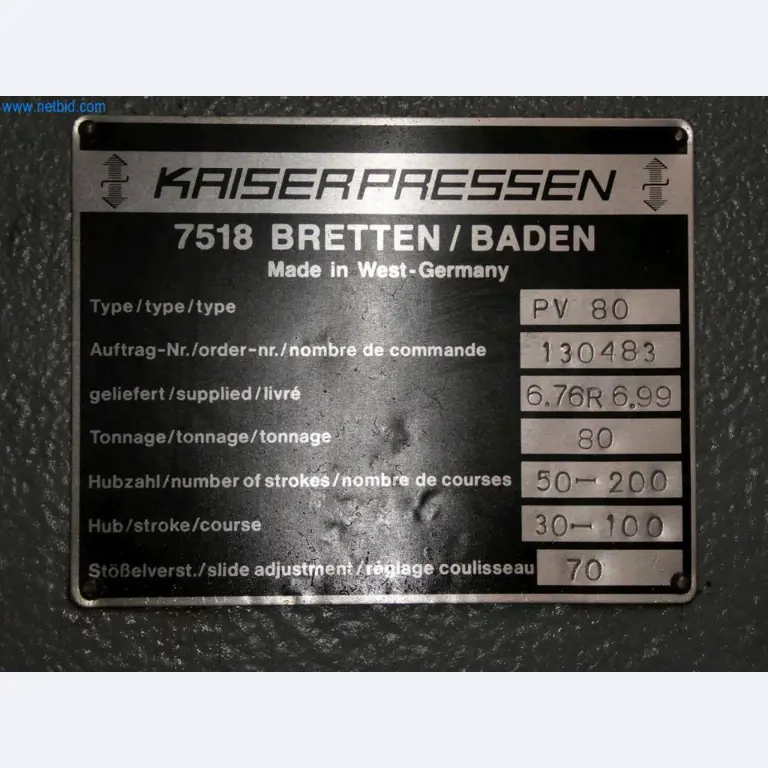 www.netbid.com
KAISERPRESSEN
7518 BRETTEN/BADEN
Made in West-Germany
Type/type/type PV 80
Auftrag-Nr./order-nr./nombre de commande 130483
geliefert/supplied/livré 6.76R 6.99
Tonnage/tonnage/tonnage 80
Hubzahl/number of strokes/nombre de courses 50-200
Hub/stroke/course 30-100
Stößelverst./slide adjustment/réglage coulisseau 70